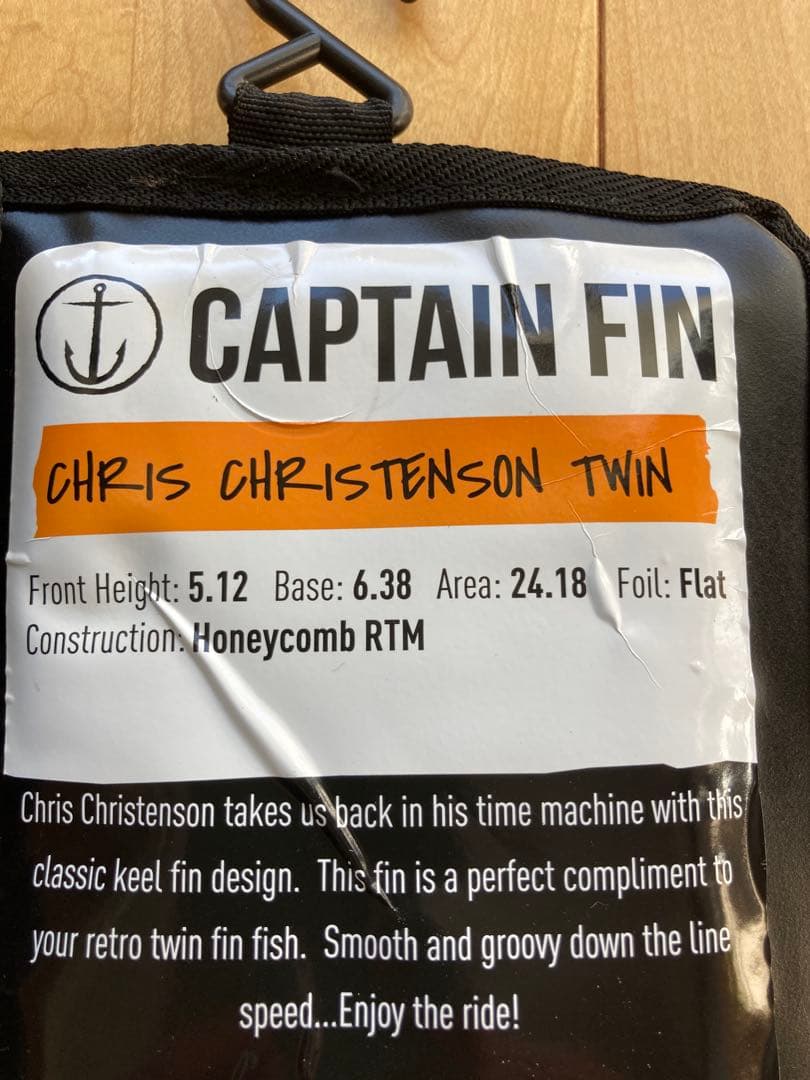 CAPTAIN FIN
CHRIS CHRISTENSON TWIN
Front Height: 5.12 Base: 6.38 Area: 24.18 Foil: Flat
Construction: Honeycomb RTM
Chris Christenson takes us back in his time machine with this
classic keel fin design. This fin is a perfect compliment to
your retro twin fin fish. Smooth and groovy down the line
speed...Enjoy the ride!